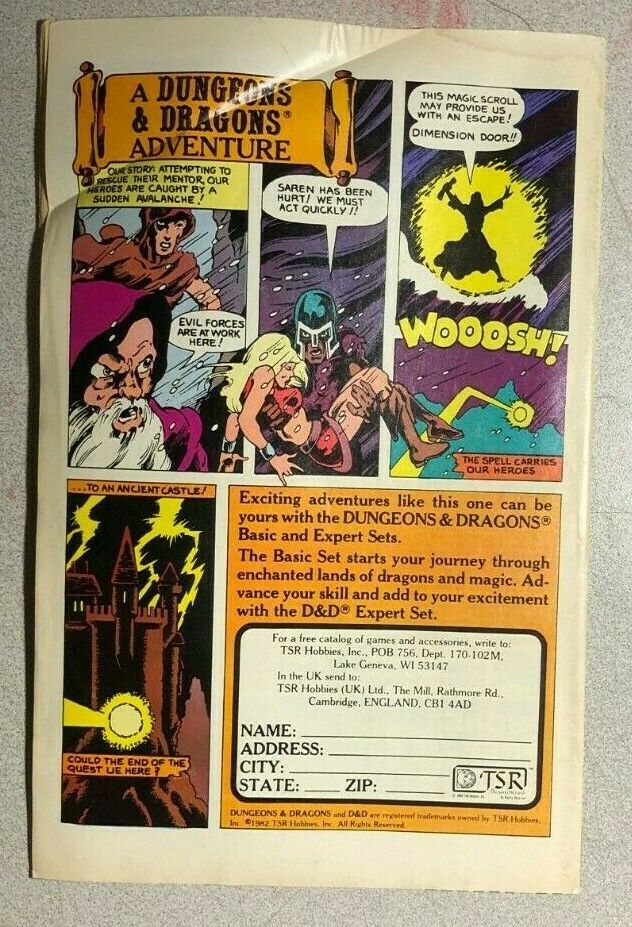 A DUNGEONS
& DRAGONS®
ADVENTURE
OUR STORY: ATTEMPTING TO
RESCUE THEIR MENTOR, OUR
HEROES ARE CAUGHT BY A
SUDDEN AVALANCHE!
EVIL FORCES
ARE AT WORK
HERE!
SAREN HAS BEEN
HURT! WE MUST
ACT QUICKLY!!
THIS MAGIC SCROLL
MAY PROVIDE US
WITH AN ESCAPE!
DIMENSION DOOR!!
WOOOSH!
THE SPELL CARRIES
OUR HEROES
...TO AN ANCIENT CASTLE!
COULD THE END OF THE
QUEST LIE HERE?
Exciting adventures like this one can be
yours with the DUNGEONS & DRAGONS®
Basic and Expert Sets.
The Basic Set starts your journey through
enchanted lands of dragons and magic. Ad-
vance your skill and add to your excitement
with the D&D® Expert Set.
For a free catalog of games and accessories, write to:
TSR Hobbies, Inc., POB 756, Dept. 170-102M,
Lake Geneva, WI 53147
In the UK send to:
TSR Hobbies (UK) Ltd., The Mill, Rathmore Rd.,
Cambridge, ENGLAND, CB1 4AD
NAME:
ADDRESS:
CITY:
STATE: ZIP:
TSR™
DUNGEONS & DRAGONS and D&D are registered trademarks owned by TSR Hobbies,
Inc. ©1982 TSR Hobbies, Inc. All Rights Reserved.